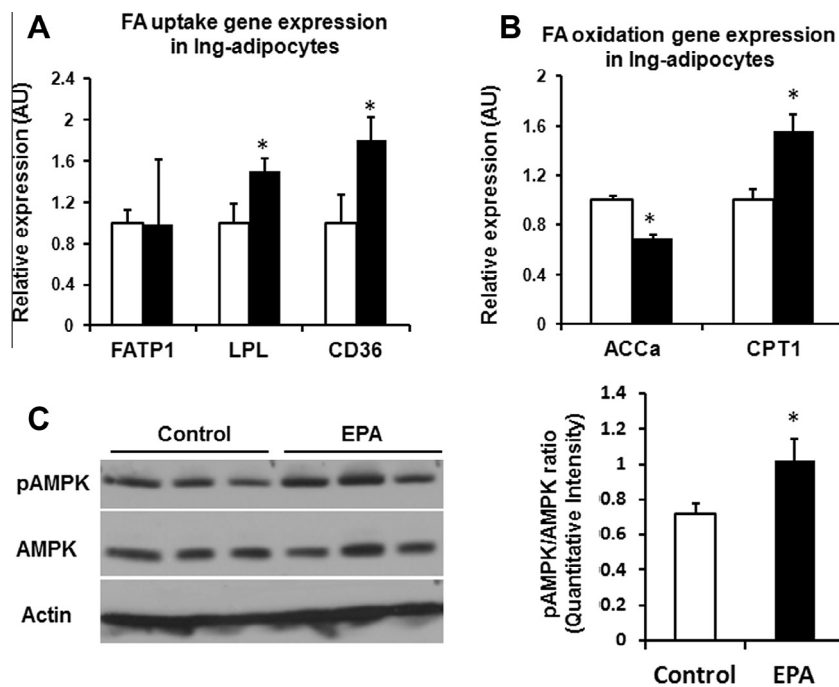 A
FA uptake gene expression
in Ing-adipocytes
Relative expression (AU)
2.4
2
1.6
1.2
0.8
0.4
0
*
*
FATP1
LPL
CD36
B
FA oxidation gene expression
in Ing-adipocytes
Relative expression (AU)
2
1.6
1.2
0.8
0.4
0
*
*
ACCa
CPT1
C
Control
EPA
pAMPK
AMPK
Actin
pAMPK/AMPK ratio
(Quantitative Intensity)
1.4
1.2
1
0.8
0.6
0.4
0.2
0
*
Control
EPA